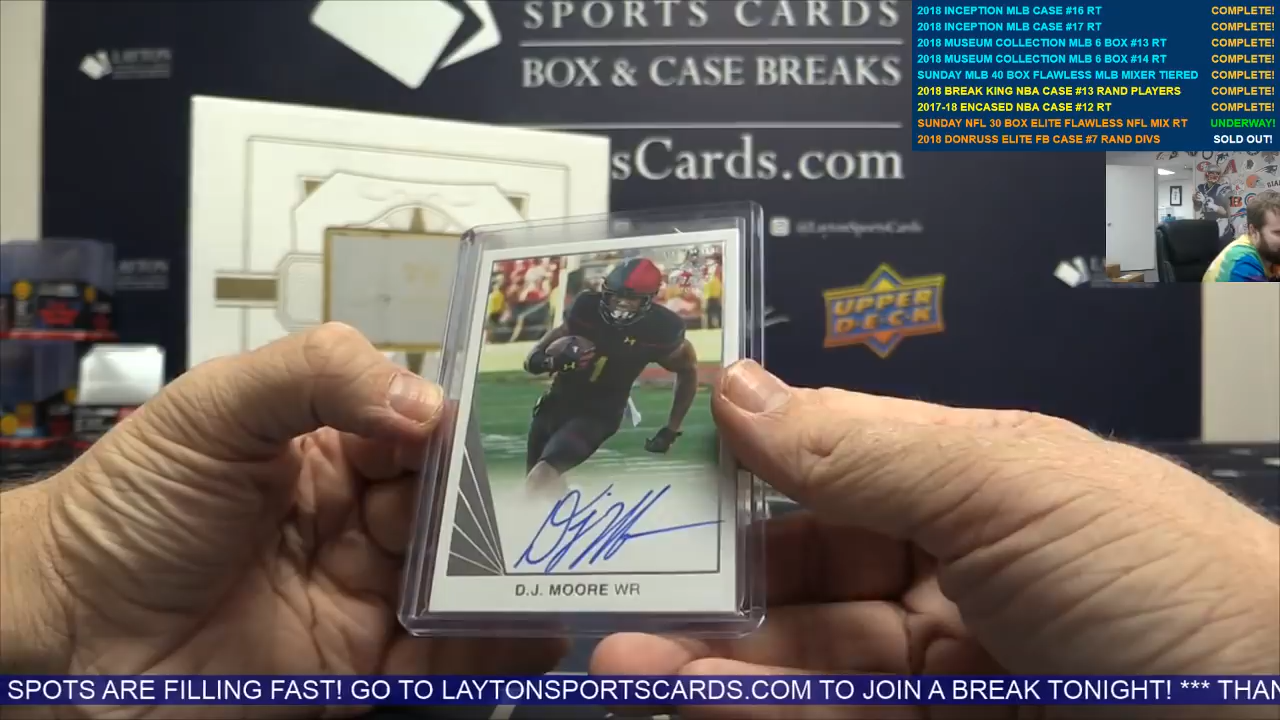 SPORTS CARDS
BOX & CASE BREAKS
sCards.com
@LaytonSportsCards
LAYTON
UPPER
DECK
1
D.J. MOORE WR
2018 INCEPTION MLB CASE #16 RT COMPLETE!
2018 INCEPTION MLB CASE #17 RT COMPLETE!
2018 MUSEUM COLLECTION MLB 6 BOX #13 RT COMPLETE!
2018 MUSEUM COLLECTION MLB 6 BOX #14 RT COMPLETE!
SUNDAY MLB 40 BOX FLAWLESS MLB MIXER TIERED COMPLETE!
2018 BREAK KING NBA CASE #13 RAND PLAYERS COMPLETE!
2017-18 ENCASED NBA CASE #12 RT COMPLETE!
SUNDAY NFL 30 BOX ELITE FLAWLESS NFL MIX RT UNDERWAY!
2018 DONRUSS ELITE FB CASE #7 RAND DIVS SOLD OUT!
SPOTS ARE FILLING FAST! GO TO LAYTONSPORTSCARDS.COM TO JOIN A BREAK TONIGHT! *** THAN